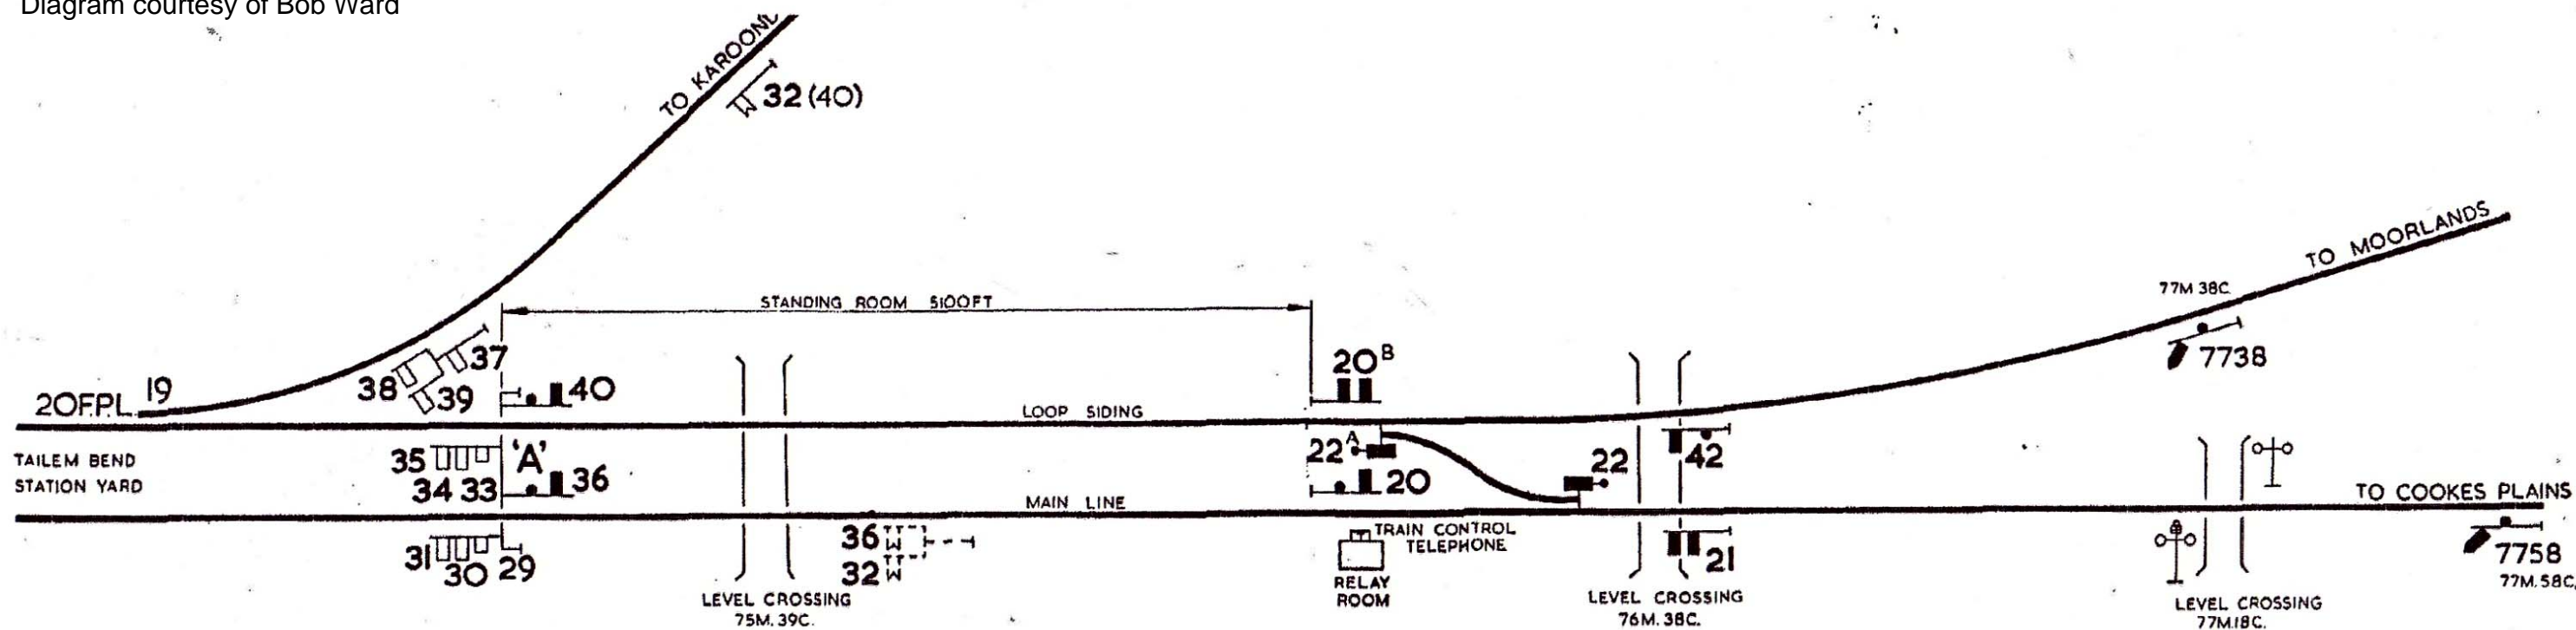 Diagram courtesy of Bob Ward
TO KAROOND
32 (40)
STANDING ROOM 5100FT
TO MOORLANDS
77M 38C.
7738
20F.P.L. 19
38 39 37
40
20B
LOOP SIDING
TAILEM BEND
STATION YARD
35 34 33
'A'
36
22A
20
22
42
MAIN LINE
TO COOKES PLAINS
31 30 29
36 W
32 W
TRAIN CONTROL
TELEPHONE
RELAY
ROOM
21
7758
77M.58C.
LEVEL CROSSING
75M.39C.
LEVEL CROSSING
76M.38C.
LEVEL CROSSING
77M.18C.